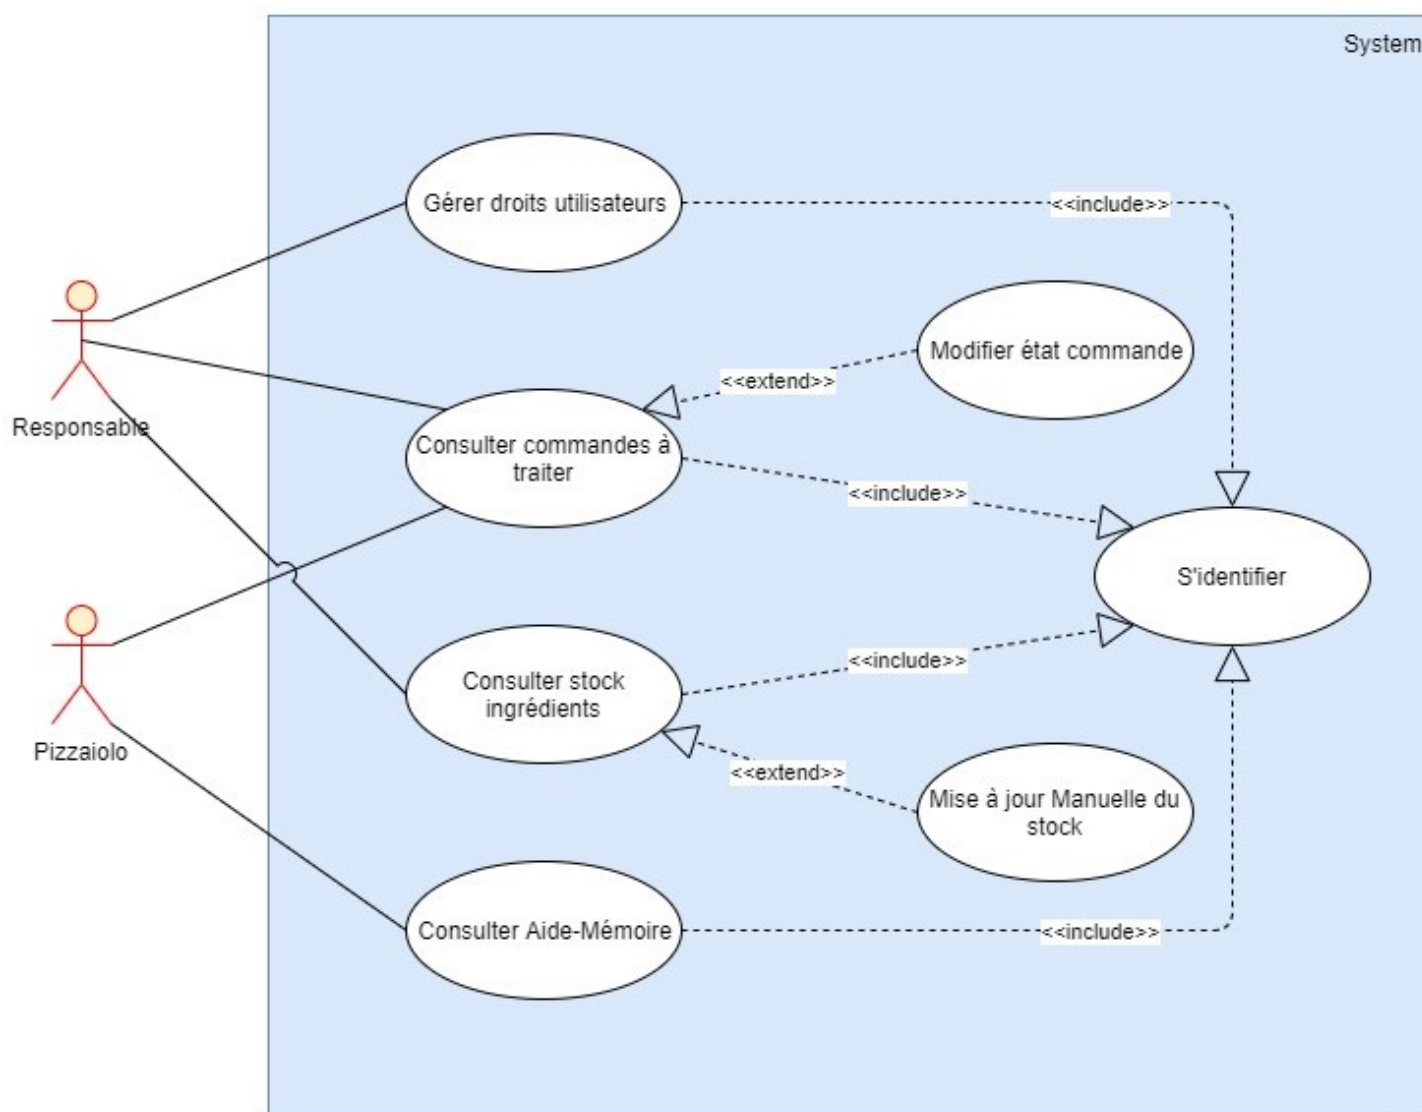 System
Gérer droits utilisateurs
<<include>>
Modifier état commande
<<extend>>
Responsable
Consulter commandes à
traiter
<<include>>
S'identifier
<<include>>
Consulter stock
ingrédients
Pizzaiolo
<<extend>>
Mise à jour Manuelle du
stock
Consulter Aide-Mémoire
<<include>>